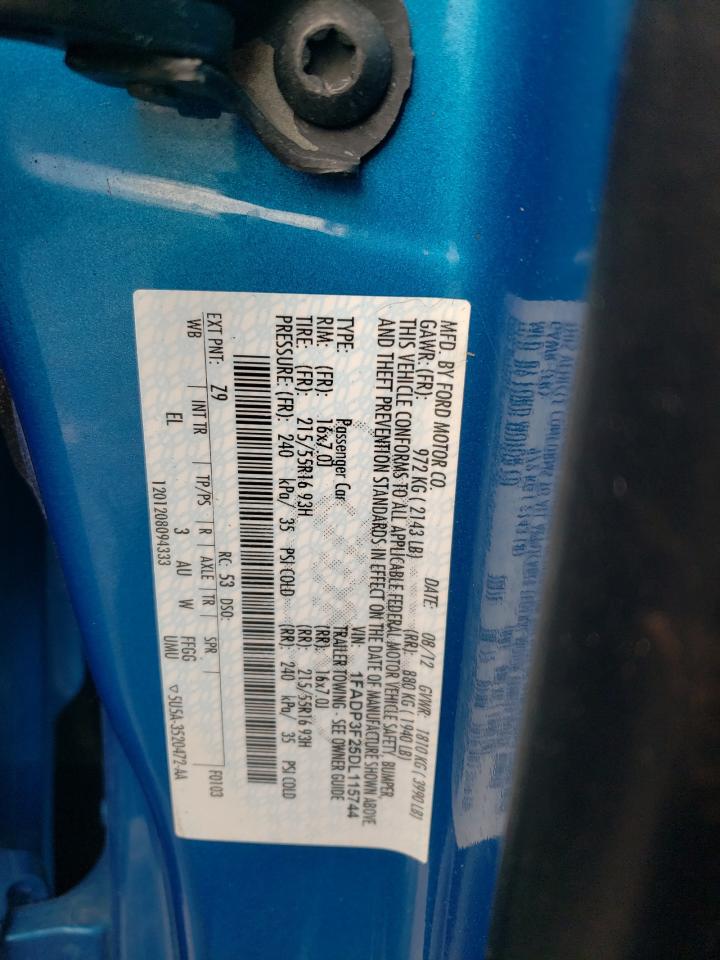 MFD. BY FORD MOTOR CO.
DATE: 08/12 GVWR: 1810 KG ( 3990 LB)
GAWR: (FR): 972 KG ( 2143 LB) (RR): 880 KG ( 1940 LB)
THIS VEHICLE CONFORMS TO ALL APPLICABLE FEDERAL MOTOR VEHICLE SAFETY, BUMPER,
AND THEFT PREVENTION STANDARDS IN EFFECT ON THE DATE OF MANUFACTURE SHOWN ABOVE
VIN: 1FADP3F25DL115744
TYPE: Passenger Car TRAILER TOWING - SEE OWNER GUIDE
RIM: (FR): 16x7.0J (RR): 16x7.0J
TIRE: (FR): 215/55R16 93H (RR): 215/55R16 93H
PRESSURE: (FR): 240 kPa/ 35 PSI COLD (RR): 240 kPa/ 35 PSI COLD
EXT PNT: Z9 RC: 53 DSO: F0103
WB INT TR TP/PS R AXLE TR SPR
EL 3 AU W FFGG
UMU
1201208094333 5U5A-3520472-AA